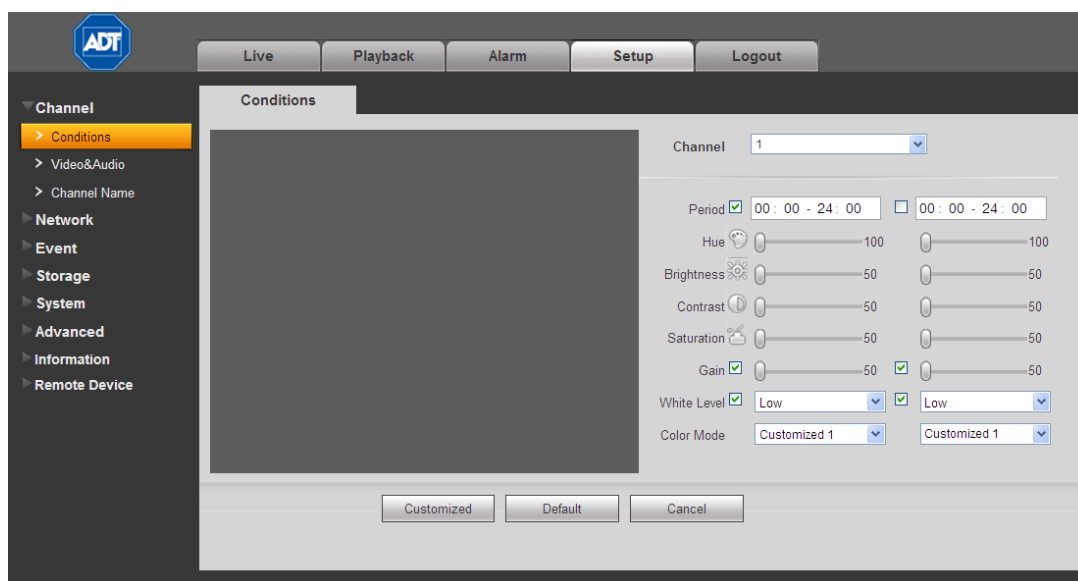 ADT
Live Playback Alarm Setup Logout
Channel
> Conditions
> Video&Audio
> Channel Name
Network
Event
Storage
System
Advanced
Information
Remote Device
Conditions
Channel 1
Period 00 : 00 - 24 : 00 00 : 00 - 24 : 00
Hue 100 100
Brightness 50 50
Contrast 50 50
Saturation 50 50
Gain 50 50
White Level Low Low
Color Mode Customized 1 Customized 1
Customized Default Cancel